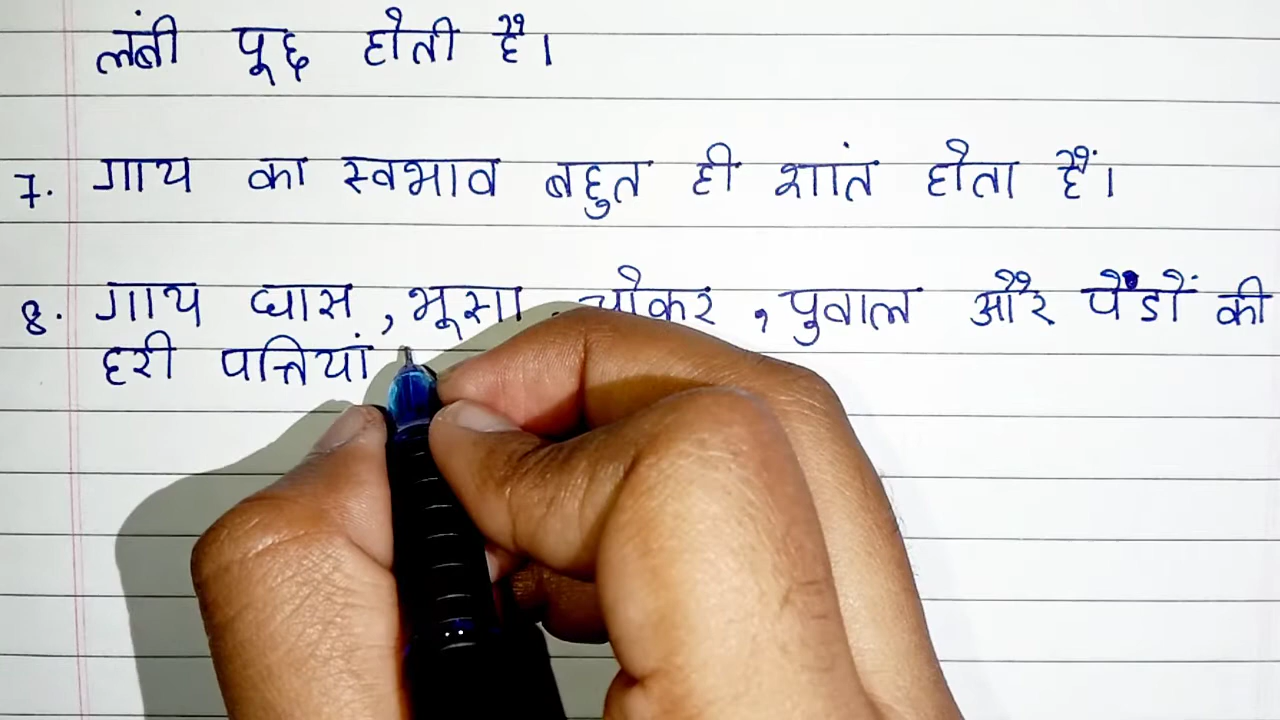 लंबी पूछ होती है।
7. गाय का स्वभाव बहुत ही शांत होता हैं।
8. गाय घास, भूसा, चौकर, पुवाल और पेंडों की
हरी पत्तियां